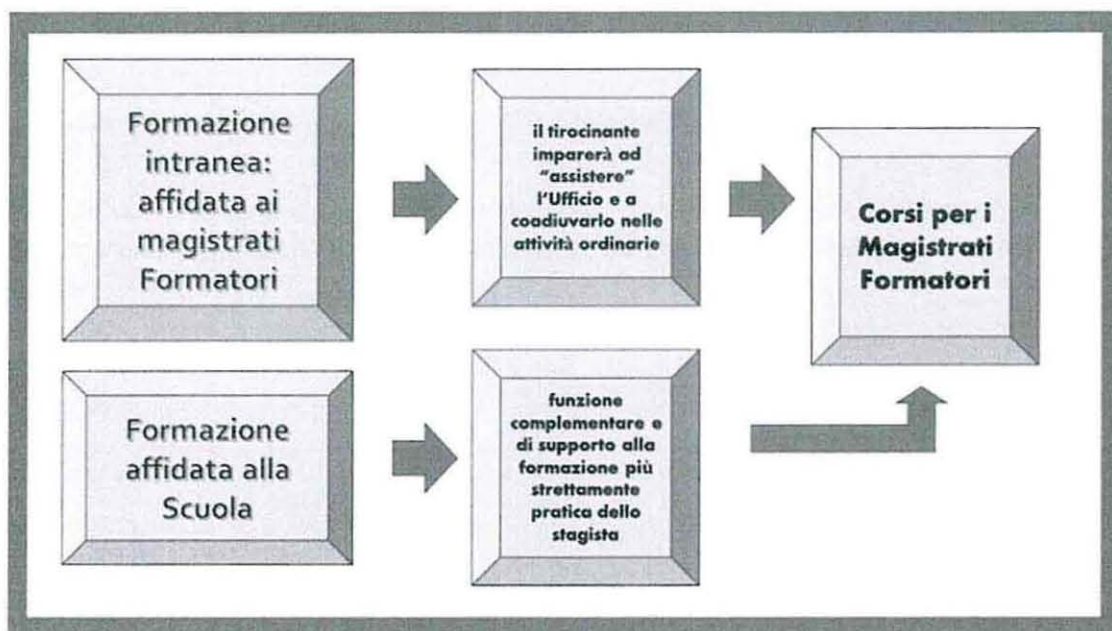 Formazione
intranea:
affidata ai
magistrati
Formatori
il tirocinante
imparerà ad
"assistere"
l'Ufficio e a
coadiuvarlo nelle
attività ordinarie
Corsi per i
Magistrati
Formatori
Formazione
affidata alla
Scuola
funzione
complementare e
di supporto alla
formazione più
strettamente
pratica dello
stagista